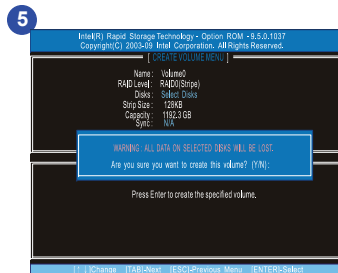 5
Intel(R) Rapid Storage Technology - Option ROM -9.5.0.1037
Copyright(C) 2003-09 Intel Corporation. All Rights Reserved.
[ CREATE VOLUME MENU ]
Name : Volume0
RAID Level : RAID0(Stripe)
Disks : Select Disks
Strip Size : 128KB
Capacity : 1192.3 GB
Sync : N/A
WARNING : ALL DATA ON SELECTED DISKS WILL BE LOST.
Are you sure you want to create this volume? (Y/N) :
Press Enter to create the specified volume.
[↑↓]Change [TAB]-Next [ESC]-Previous Menu [ENTER]-Select